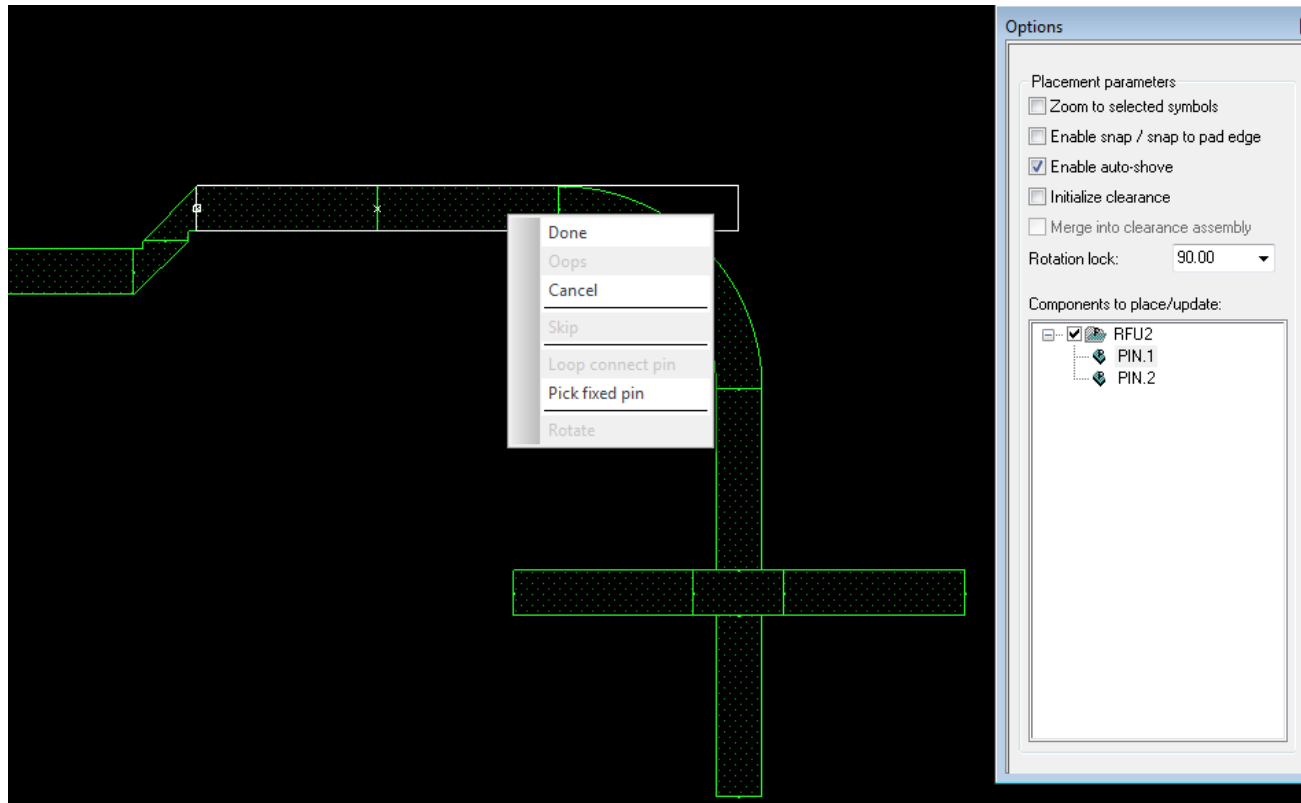 Done
Oops
Cancel
Skip
Loop connect pin
Pick fixed pin
Rotate
Options
Placement parameters
Zoom to selected symbols
Enable snap / snap to pad edge
Enable auto-shove
Initialize clearance
Merge into clearance assembly
Rotation lock: 90.00
Components to place/update:
RFU2
PIN.1
PIN.2